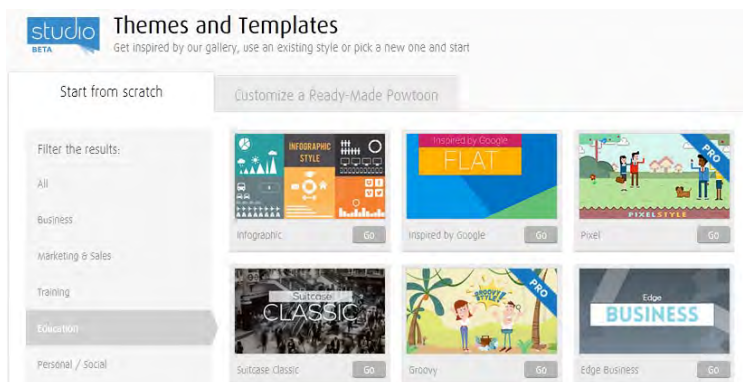 studio
BETA
Themes and Templates
Get inspired by our gallery, use an existing style or pick a new one and start
Start from scratch
Customize a Ready-Made Powtoon
Filter the results:
All
Business
Marketing & Sales
Training
Education
Personal / Social
INFOGRAPHIC
STYLE
Infographic
Go
Inspired by Google
FLAT
Inspired by Google
Go
PRO
PIXELSTYLE
Pixel
Go
Suitcase
CLASSIC
Suitcase Classic
Go
PRO
GROOVY
STYLE
Groovy
Go
Edge
BUSINESS
Edge Business
Go